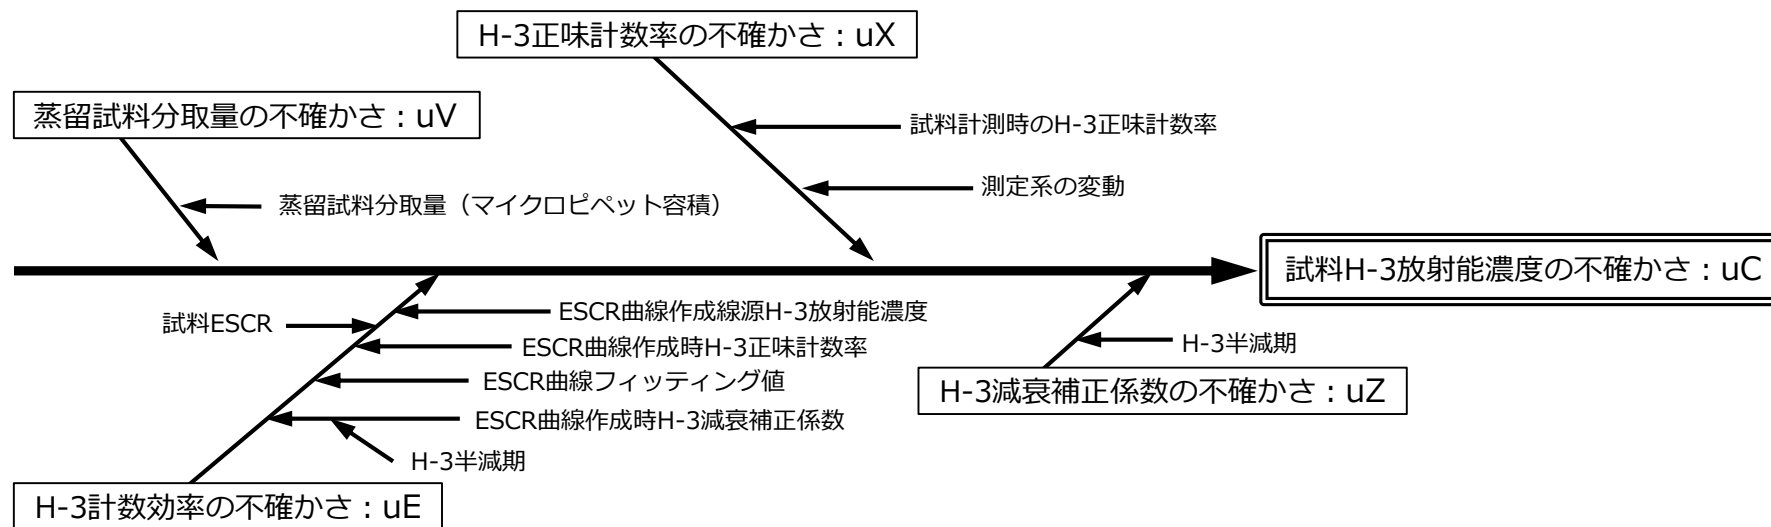 H-3正味計数率の不確かさ：uX
蒸留試料分取量の不確かさ：uV
試料計測時のH-3正味計数率
測定系の変動
蒸留試料分取量（マイクロピペット容積）
試料H-3放射能濃度の不確かさ：uC
試料ESCR
ESCR曲線作成線源H-3放射能濃度
ESCR曲線作成時H-3正味計数率
ESCR曲線フィッティング値
ESCR曲線作成時H-3減衰補正係数
H-3半減期
H-3半減期
H-3減衰補正係数の不確かさ：uZ
H-3計数効率の不確かさ：uE